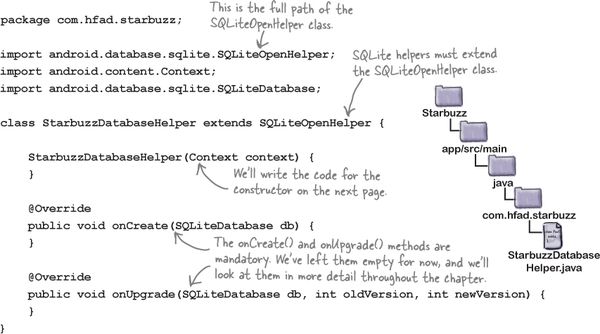 This is the full path of the
SQLiteOpenHelper class.
package com.hfad.starbuzz;
import android.database.sqlite.SQLiteOpenHelper;
import android.content.Context;
import android.database.sqlite.SQLiteDatabase;
SQLite helpers must extend
the SQLiteOpenHelper class.
class StarbuzzDatabaseHelper extends SQLiteOpenHelper {
StarbuzzDatabaseHelper(Context context) {
}
We'll write the code for the
constructor on the next page.
@Override
public void onCreate(SQLiteDatabase db) {
}
The onCreate() and onUpgrade() methods are
mandatory. We've left them empty for now, and we'll
look at them in more detail throughout the chapter.
@Override
public void onUpgrade(SQLiteDatabase db, int oldVersion, int newVersion) {
}
}
Starbuzz
app/src/main
java
com.hfad.starbuzz
StarbuzzDatabase
Helper.java